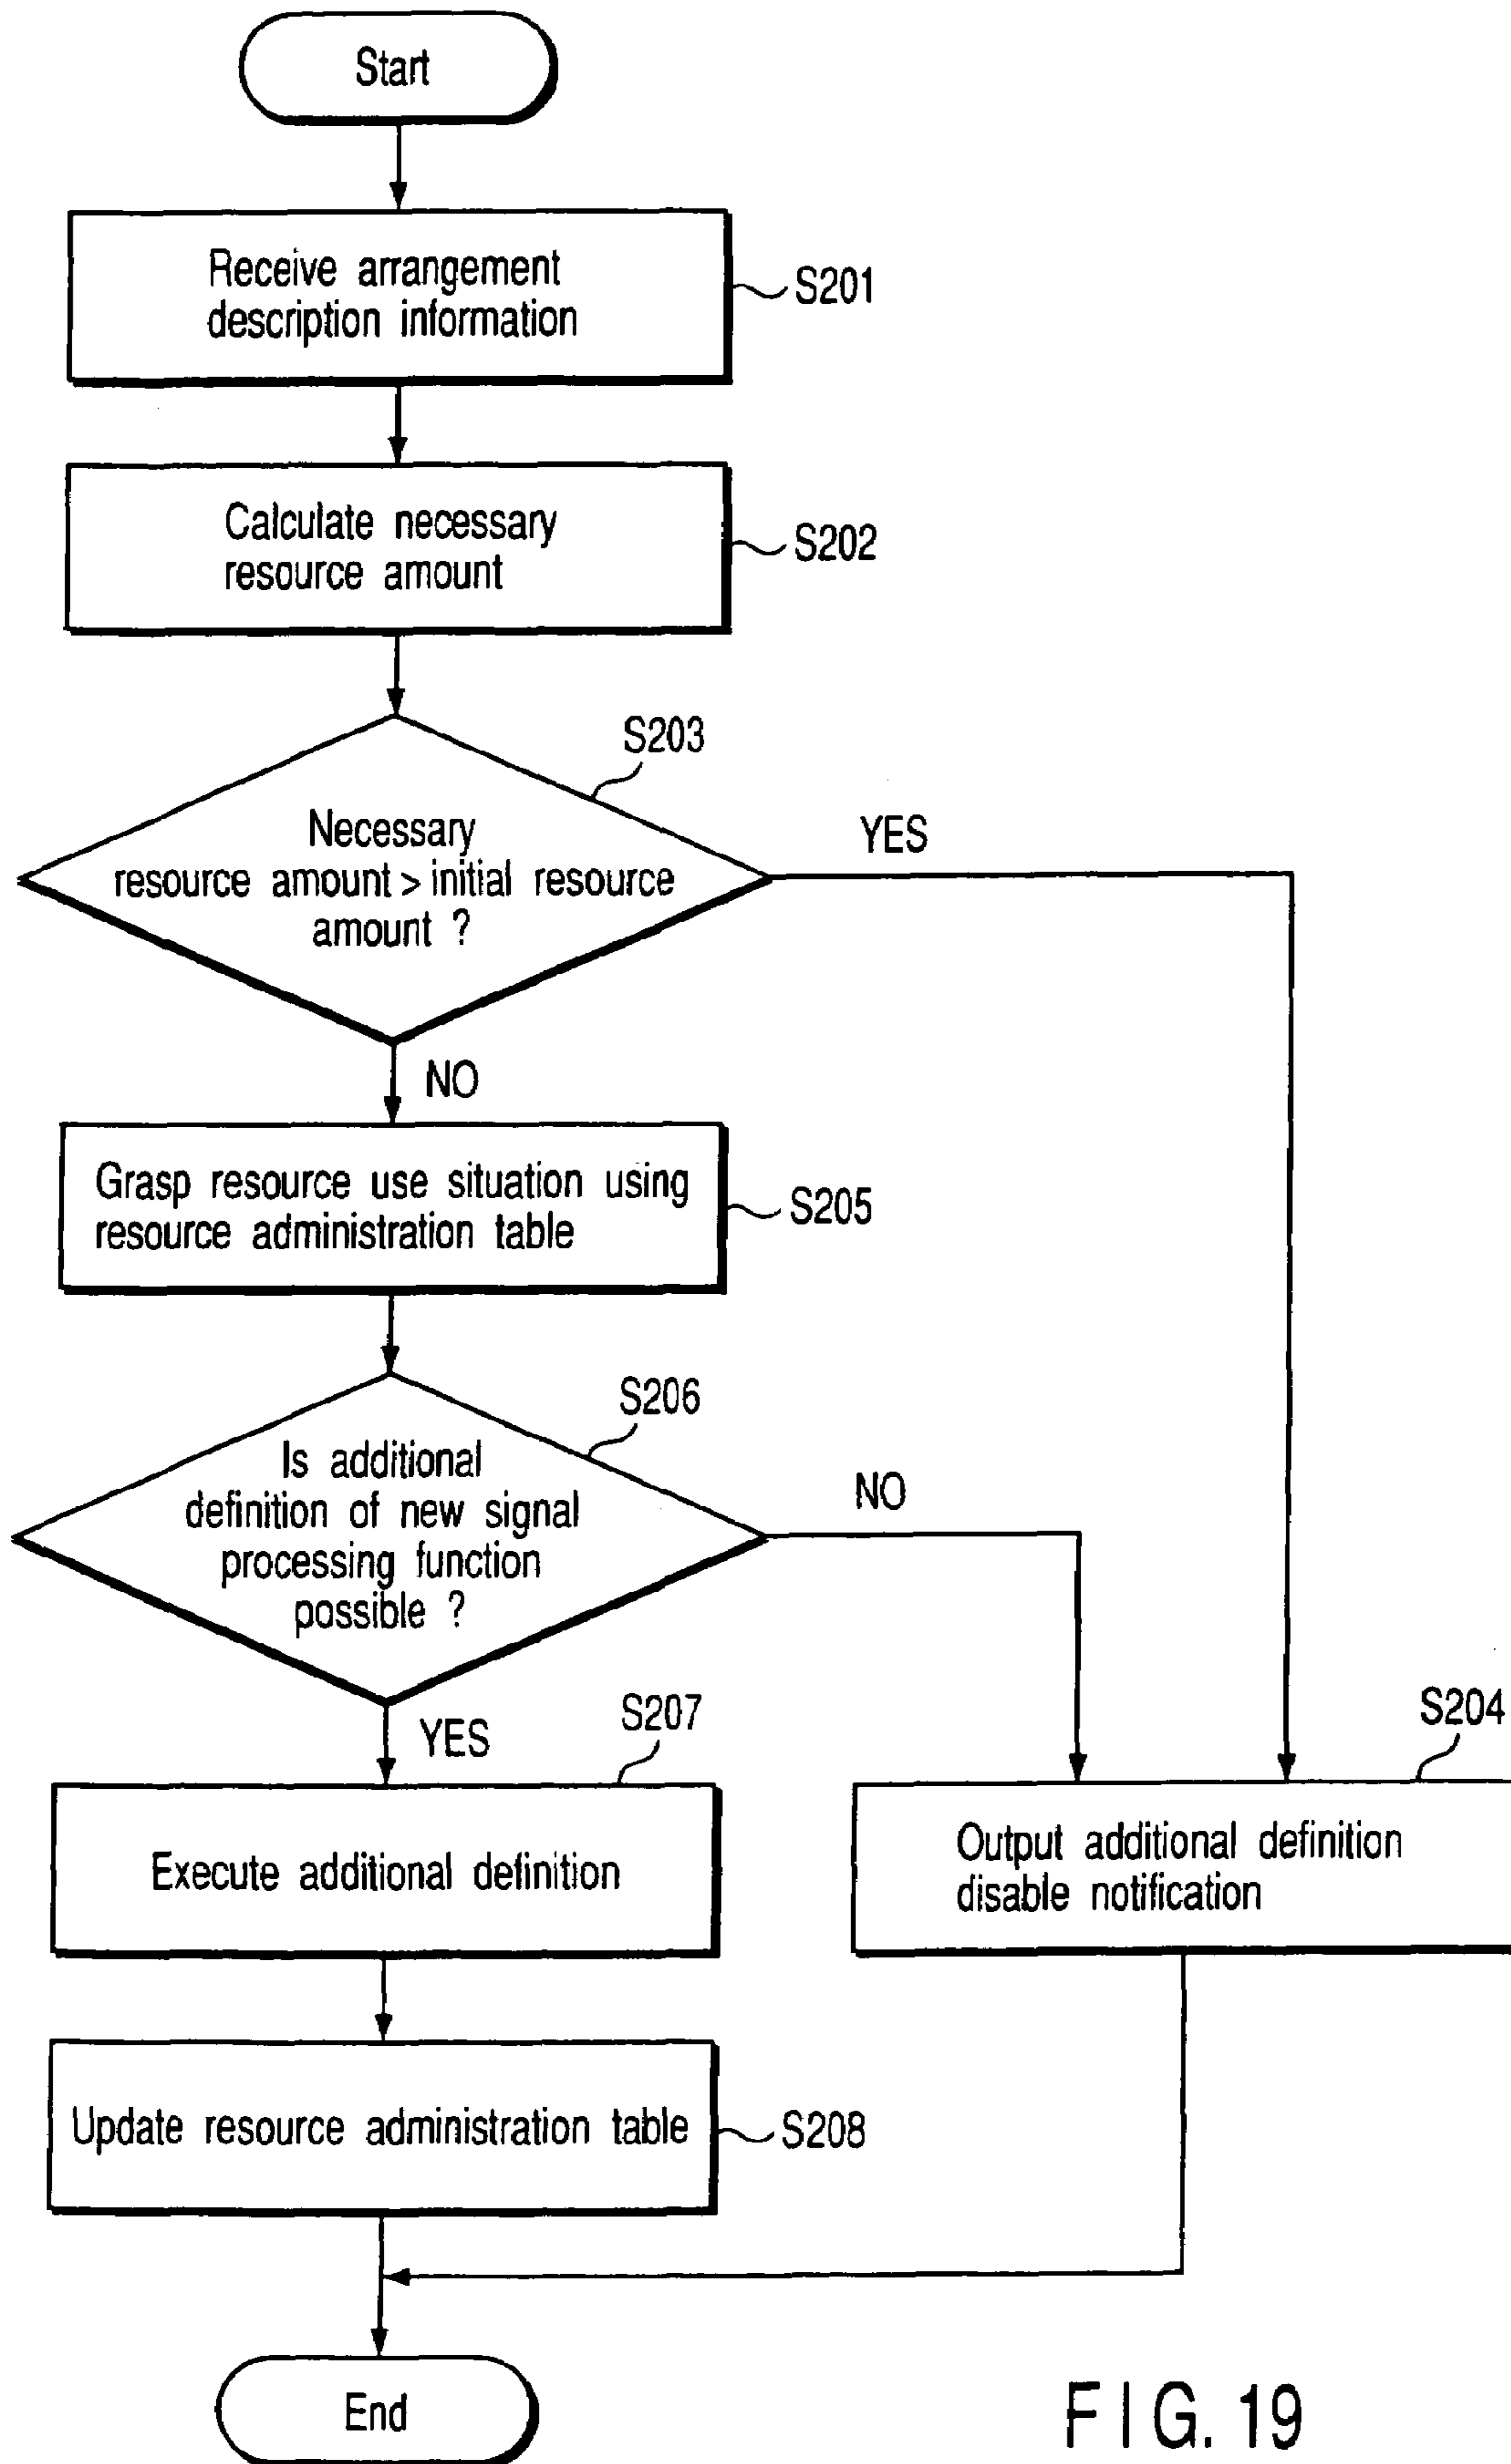 Start
Receive arrangement
description information
S201
Calculate necessary
resource amount
S202
S203
Necessary
resource amount > initial resource
amount ?
YES
NO
Grasp resource use situation using
resource administration table
S205
S206
Is additional
definition of new signal
processing function
possible ?
NO
YES
S207
Execute additional definition
S204
Output additional definition
disable notification
Update resource administration table
S208
End
FIG. 19